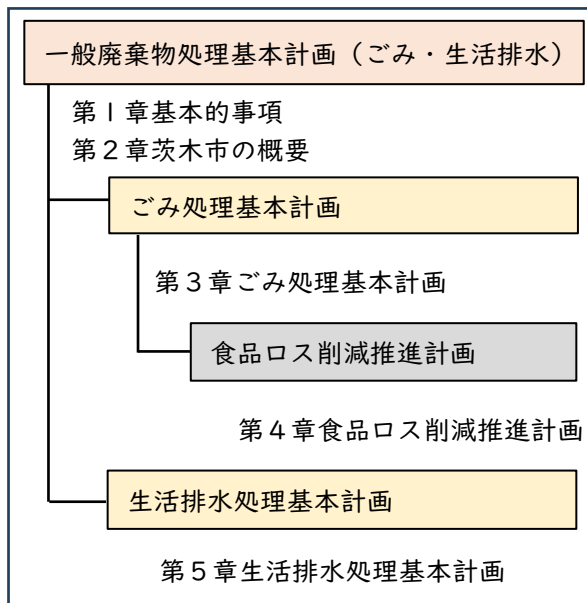 一般廃棄物処理基本計画（ごみ・生活排水）
第１章基本的事項
第２章茨木市の概要
ごみ処理基本計画
第３章ごみ処理基本計画
食品ロス削減推進計画
第４章食品ロス削減推進計画
生活排水処理基本計画
第５章生活排水処理基本計画